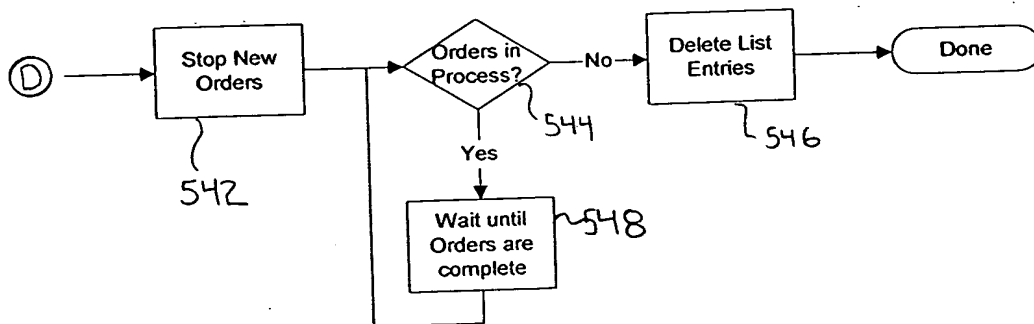 D
Stop New
Orders
542
Orders in
Process?
544
No
Delete List
Entries
546
Done
Yes
Wait until
Orders are
complete
548